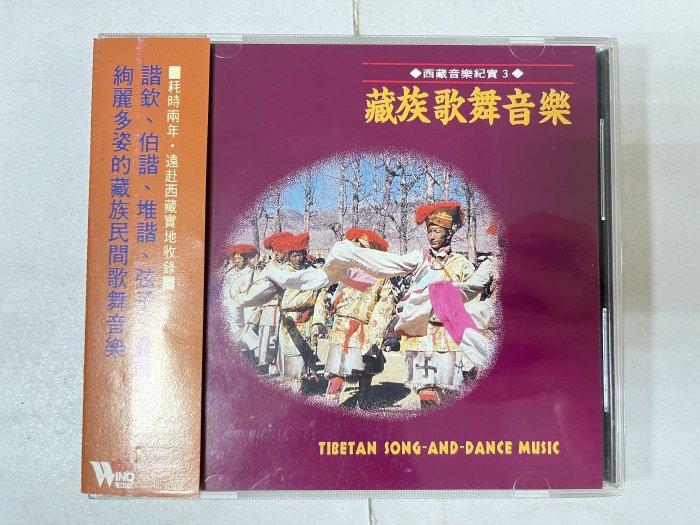 ■耗時兩年・遠赴西藏實地收錄■
諧欽、伯諧、堆諧、弦子、
絢麗多姿的藏族民間歌舞音樂
WIND
◆西藏音樂紀實 3◆
藏族歌舞音樂
TIBETAN SONG-AND-DANCE MUSIC